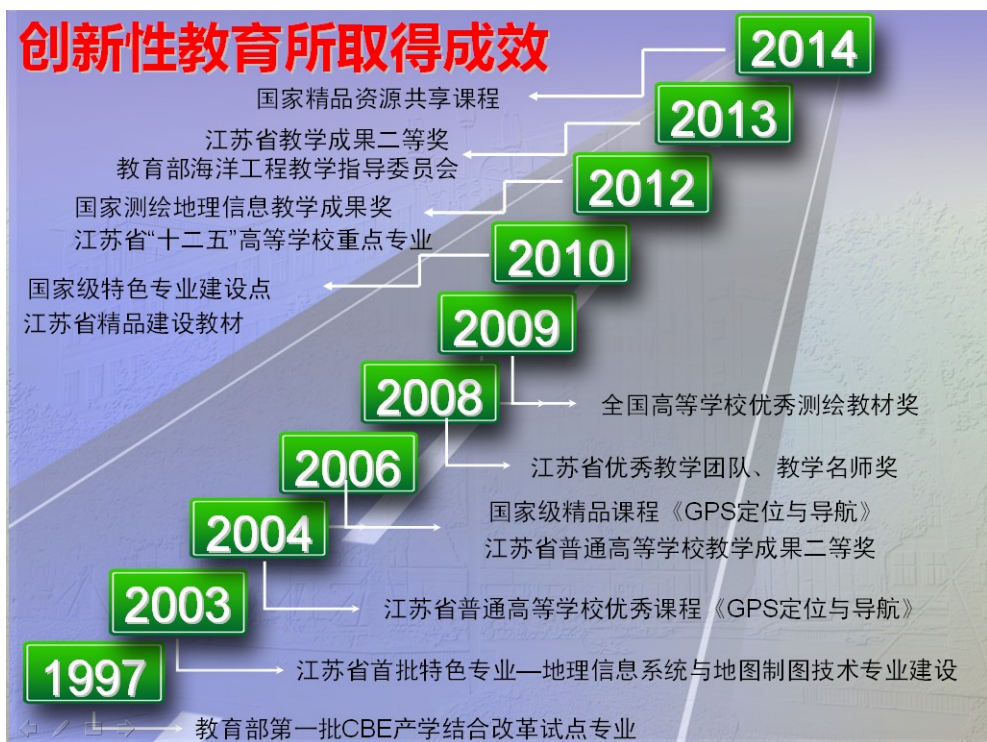 创新性教育所取得成效
2014
国家精品资源共享课程
2013
江苏省教学成果二等奖
教育部海洋工程教学指导委员会
2012
国家测绘地理信息教学成果奖
江苏省“十二五”高等学校重点专业
2010
国家级特色专业建设点
江苏省精品建设教材
2009
全国高等学校优秀测绘教材奖
2008
江苏省优秀教学团队、教学名师奖
2006
国家级精品课程《GPS定位与导航》
江苏省普通高等学校教学成果二等奖
2004
江苏省普通高等学校优秀课程《GPS定位与导航》
2003
江苏省首批特色专业—地理信息系统与地图制图技术专业建设
1997
教育部第一批CBE产学结合改革试点专业